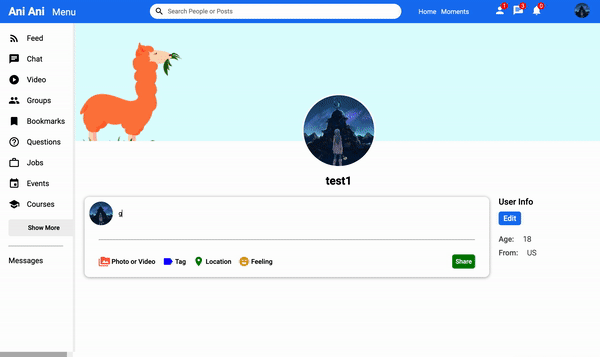 Ani Ani Menu
Search People or Posts
Home Moments
1
3
0
Feed
Chat
Video
Groups
Bookmarks
Questions
Jobs
Events
Courses
Show More
Messages
test1
g
Photo or Video Tag Location Feeling
Share
User Info
Edit
Age: 18
From: US